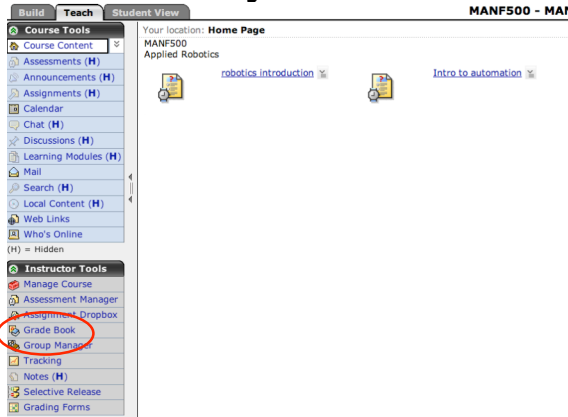 Build Teach Student View MANF500 - MAN
Course Tools
Course Content
Assessments (H)
Announcements (H)
Assignments (H)
Calendar
Chat (H)
Discussions (H)
Learning Modules (H)
Mail
Search (H)
Local Content (H)
Web Links
Who's Online
(H) = Hidden
Instructor Tools
Manage Course
Assessment Manager
Assignment Dropbox
Grade Book
Group Manager
Tracking
Notes (H)
Selective Release
Grading Forms
Your location: Home Page
MANF500
Applied Robotics
robotics introduction Intro to automation